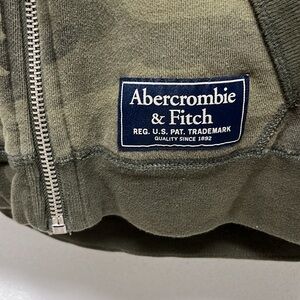 Abercrombie
& Fitch
REG. U.S. PAT. TRADEMARK
QUALITY SINCE 1892